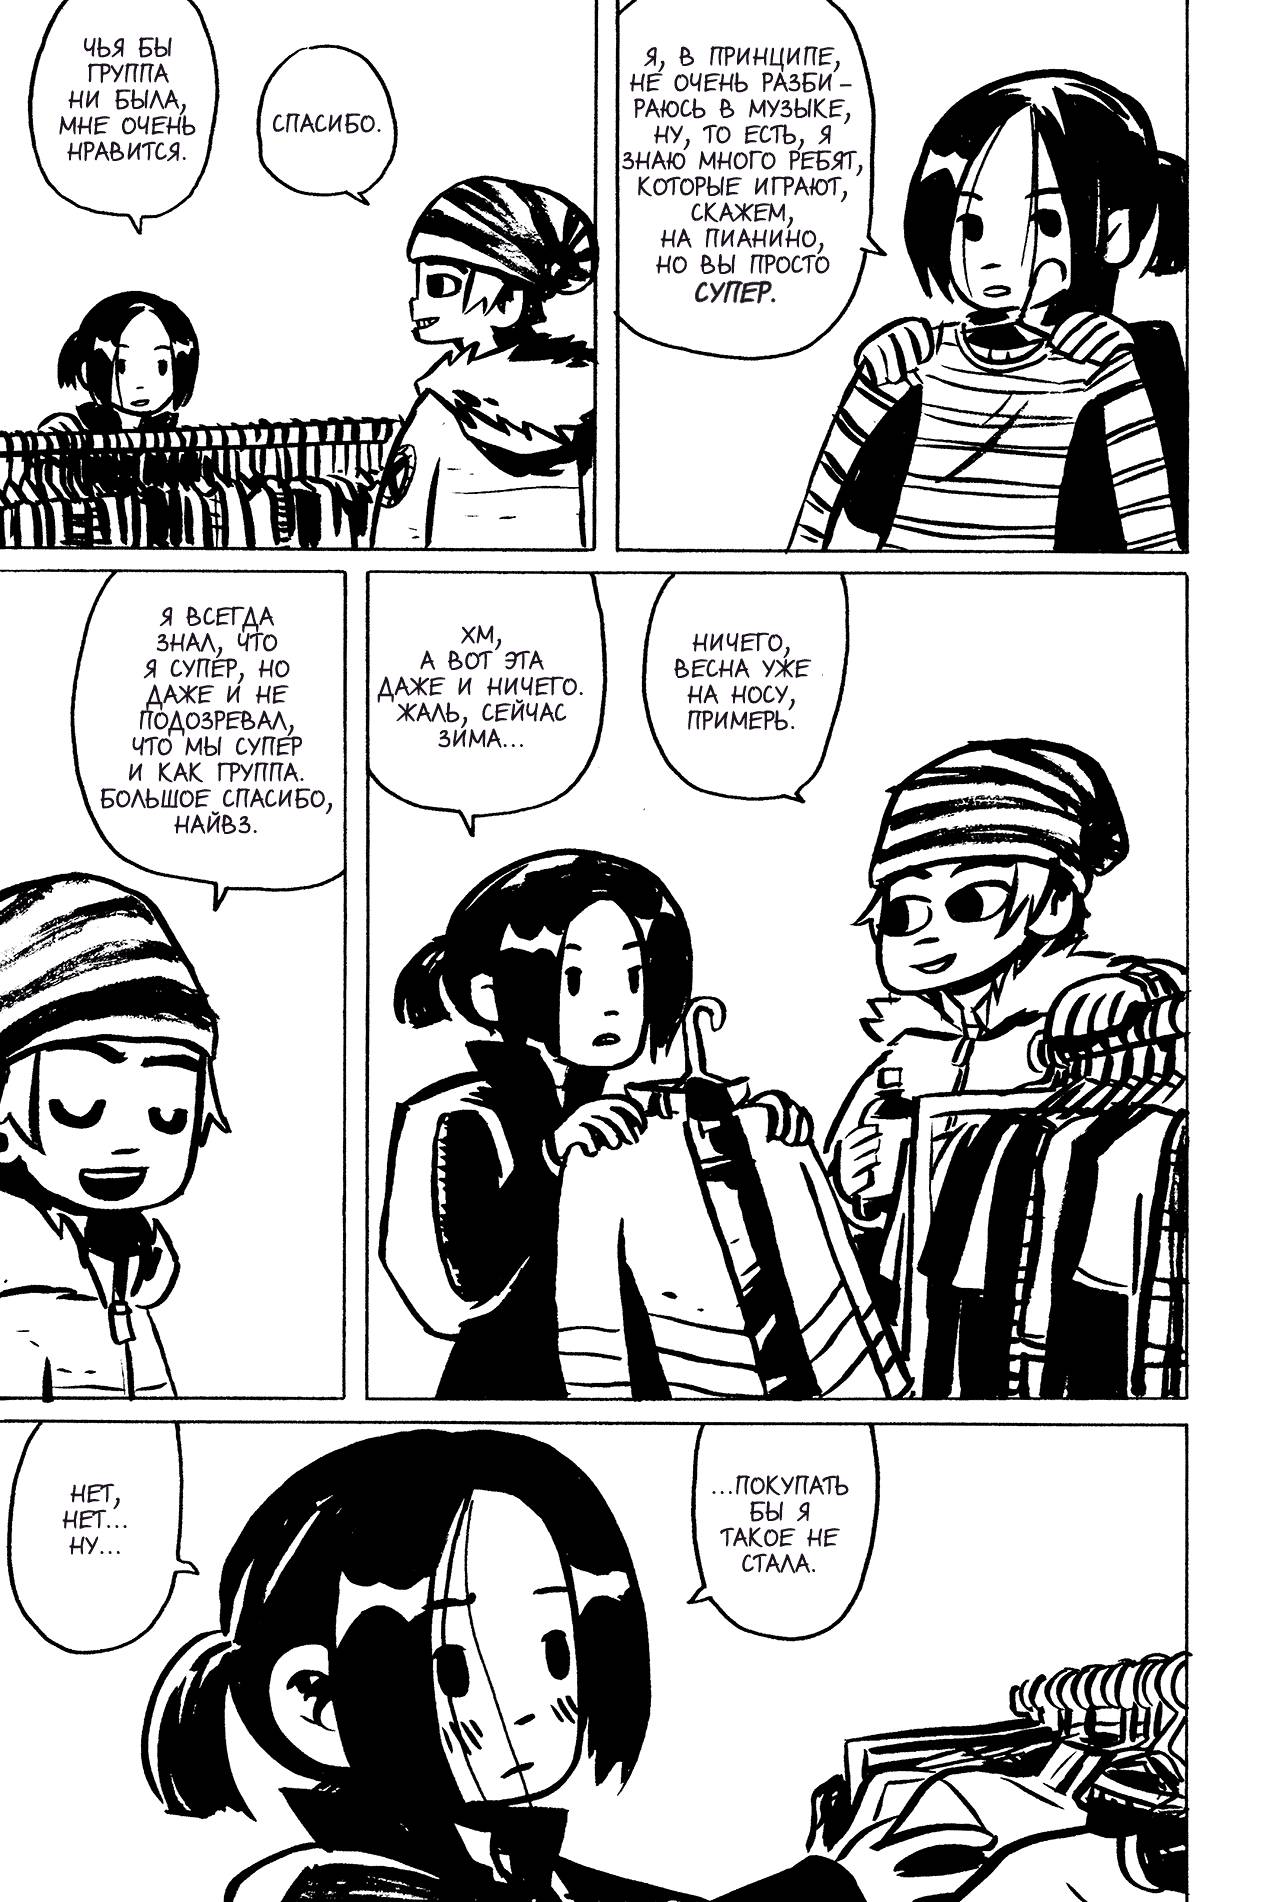 ЧЬЯ БЫ
ГРУППА
НИ БЫЛА,
МНЕ ОЧЕНЬ
НРАВИТСЯ.
СПАСИБО.
Я, В ПРИНЦИПЕ,
НЕ ОЧЕНЬ РАЗБИ-
РАЮСЬ В МУЗЫКЕ,
НУ, ТО ЕСТЬ, Я
ЗНАЮ МНОГО РЕБЯТ,
КОТОРЫЕ ИГРАЮТ,
СКАЖЕМ,
НА ПИАНИНО,
НО ВЫ ПРОСТО
СУПЕР.
Я ВСЕГДА
ЗНАЛ, ЧТО
Я СУПЕР, НО
ДАЖЕ И НЕ
ПОДОЗРЕВАЛ,
ЧТО МЫ СУПЕР
И КАК ГРУППА.
БОЛЬШОЕ СПАСИБО,
НАЙВЗ.
ХМ,
А ВОТ ЭТА
ДАЖЕ И НИЧЕГО.
ЖАЛЬ, СЕЙЧАС
ЗИМА...
НИЧЕГО,
ВЕСНА УЖЕ
НА НОСУ,
ПРИМЕРЬ.
НЕТ,
НЕТ...
НУ...
...ПОКУПАТЬ
БЫ Я
ТАКОЕ НЕ
СТАЛА.